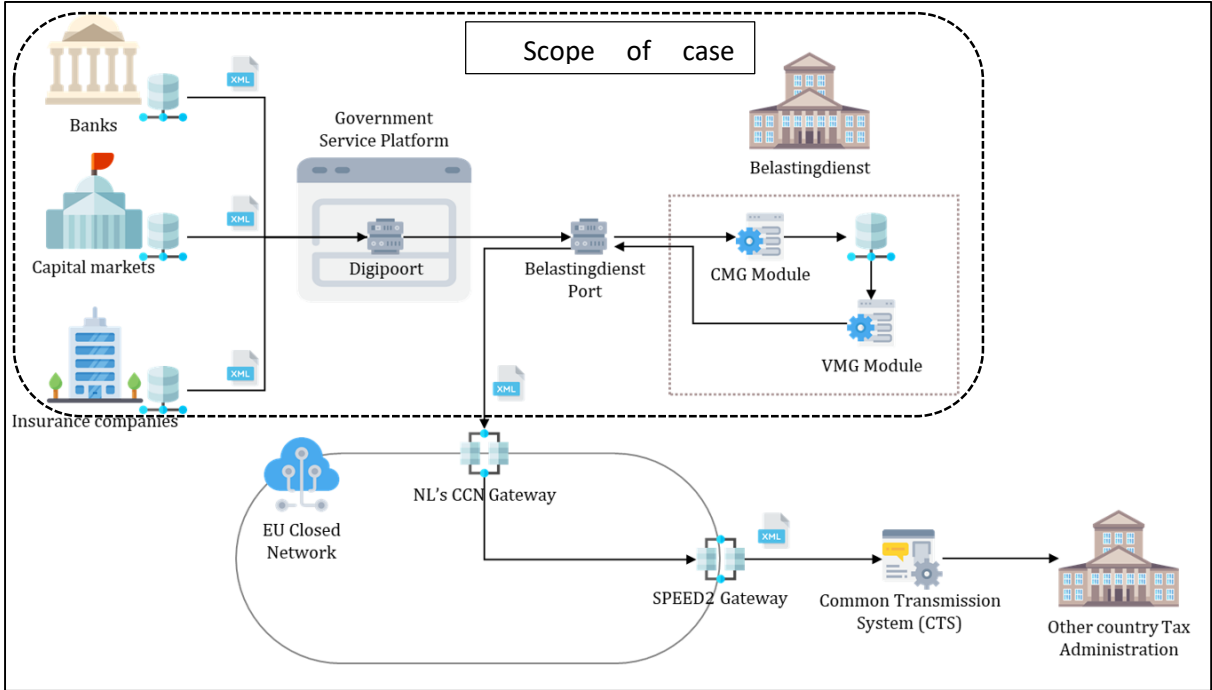 Scope of case
XML
Banks
Government
Service Platform
Belastingdienst
XML
Capital markets
Digipoort
Belastingdienst
Port
CMG Module
XML
VMG Module
Insurance companies
XML
NL's CCN Gateway
EU Closed
Network
XML
SPEED2 Gateway
Common Transmission
System (CTS)
Other country Tax
Administration